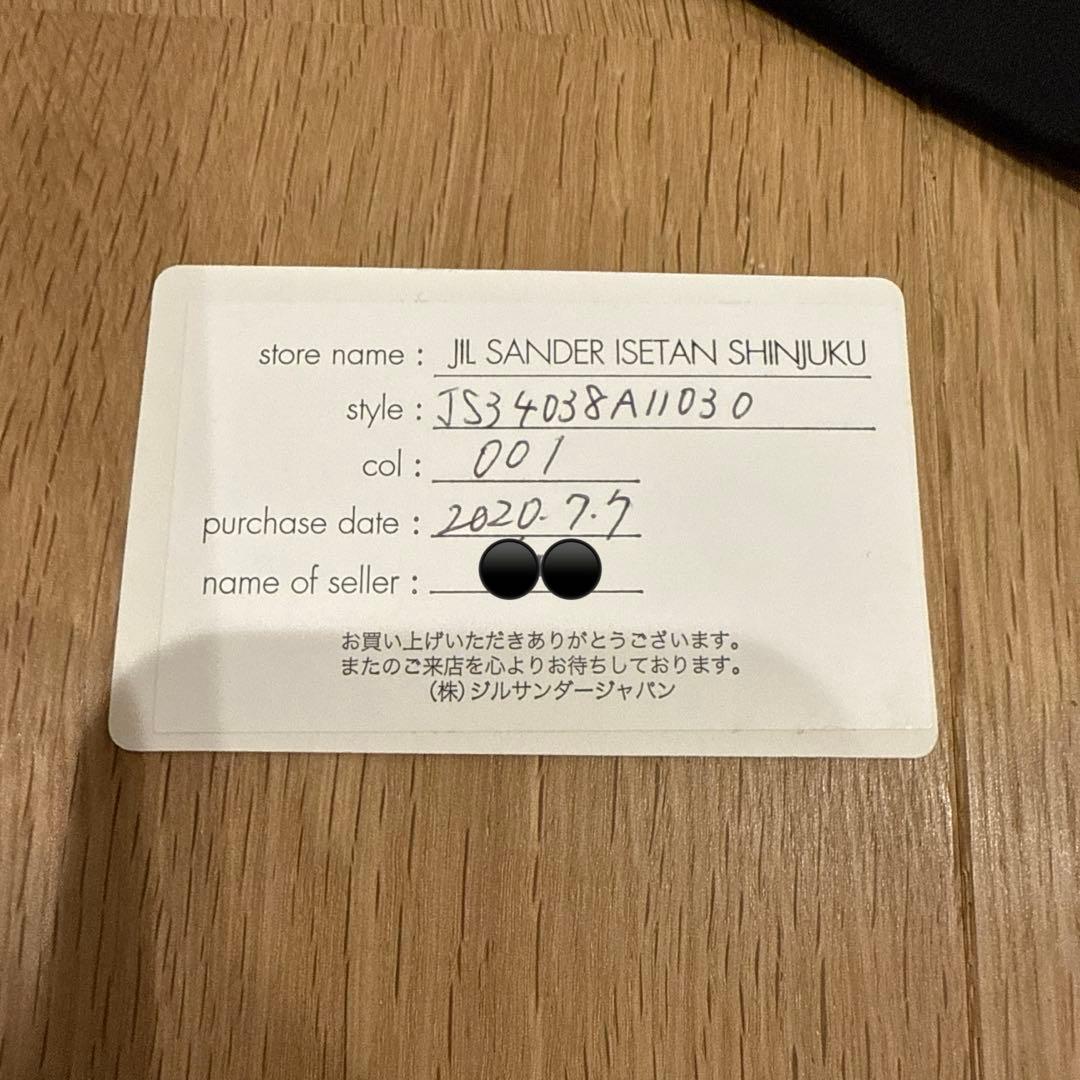 store name : JIL SANDER ISETAN SHINJUKU
style : JS34038A11030
col : 001
purchase date : 2020.7.7
name of seller :
お買い上げいただきありがとうございます。
またのご来店を心よりお待ちしております。
(株)ジルサンダージャパン